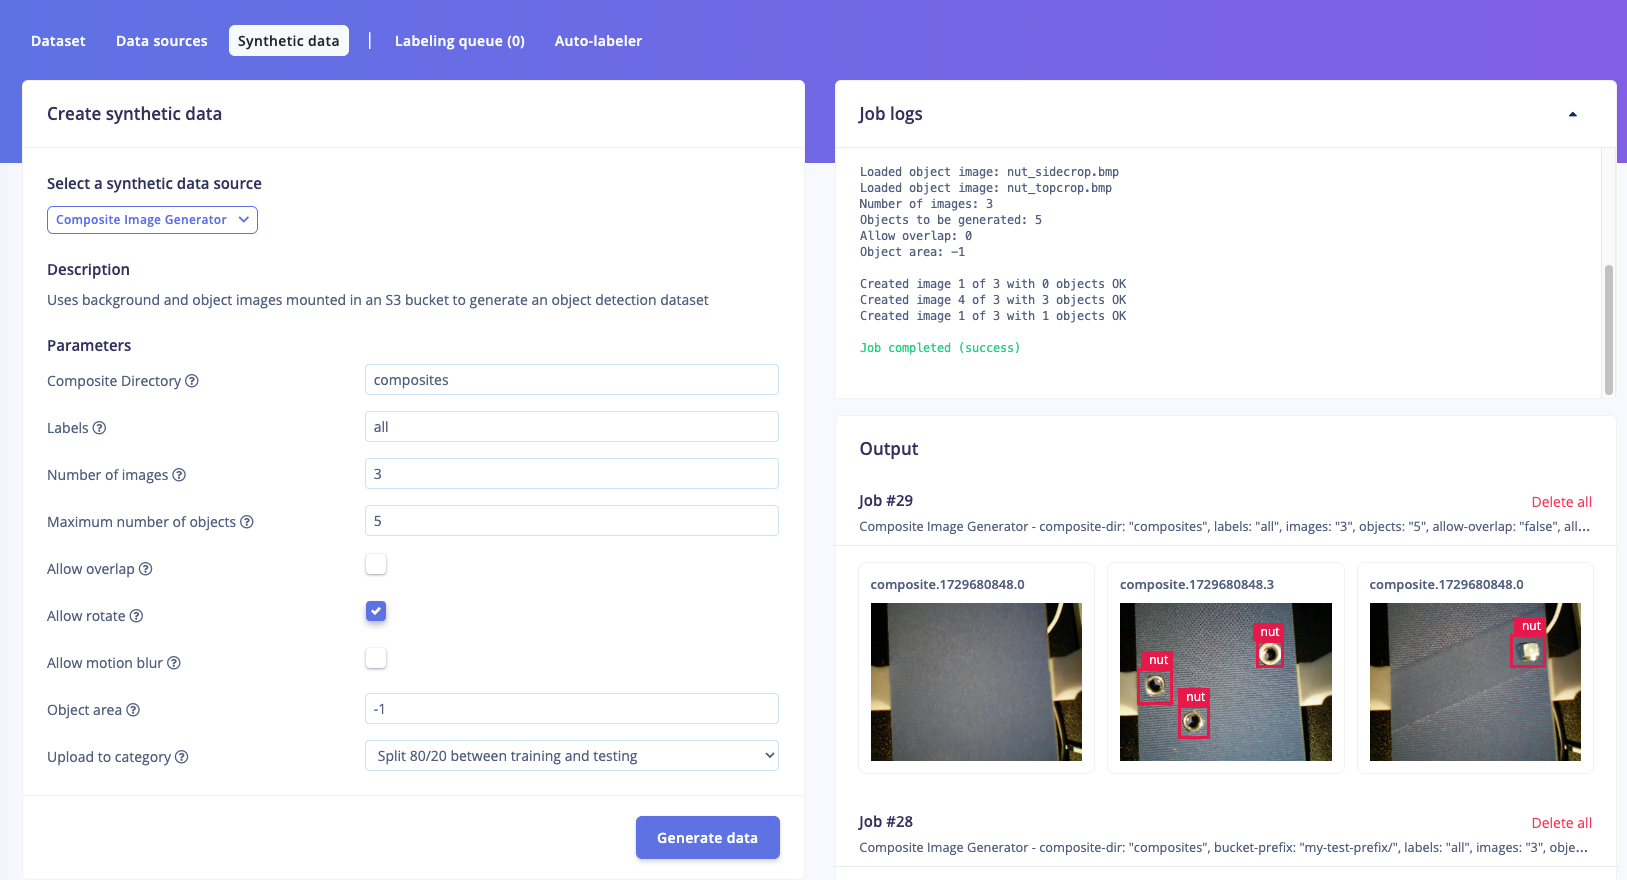 Dataset
Data sources
Synthetic data
|
Labeling queue (0)
Auto-labeler
Create synthetic data
Select a synthetic data source
Composite Image Generator
Description
Uses background and object images mounted in an S3 bucket to generate an object detection dataset
Parameters
Composite Directory ?
composites
Labels ?
all
Number of images ?
3
Maximum number of objects ?
5
Allow overlap ?
Allow rotate ?
Allow motion blur ?
Object area ?
-1
Upload to category ?
Split 80/20 between training and testing
Generate data
Job logs
Loaded object image: nut_sidecrop.bmp
Loaded object image: nut_topcrop.bmp
Number of images: 3
Objects to be generated: 5
Allow overlap: 0
Object area: -1
Created image 1 of 3 with 0 objects OK
Created image 4 of 3 with 3 objects OK
Created image 1 of 3 with 1 objects OK
Job completed (success)
Output
Job #29
Delete all
Composite Image Generator - composite-dir: "composites", labels: "all", images: "3", objects: "5", allow-overlap: "false", all...
composite.1729680848.0
composite.1729680848.3
nut
nut
nut
composite.1729680848.0
nut
Job #28
Delete all
Composite Image Generator - composite-dir: "composites", bucket-prefix: "my-test-prefix/", labels: "all", images: "3", obje...